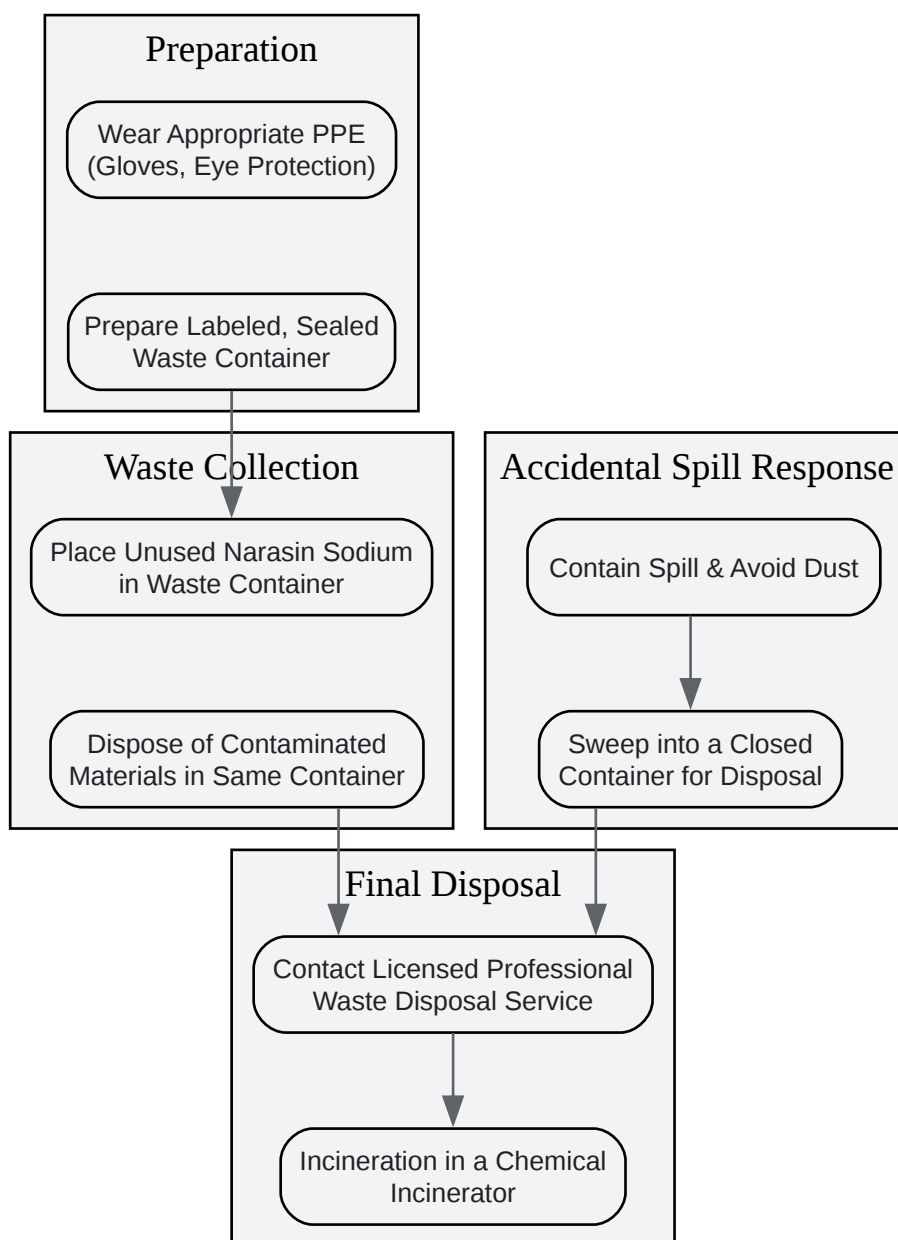 Preparation
Wear Appropriate PPE
(Gloves, Eye Protection)
Prepare Labeled, Sealed
Waste Container
Waste Collection
Place Unused Narasin Sodium
in Waste Container
Dispose of Contaminated
Materials in Same Container
Accidental Spill Response
Contain Spill & Avoid Dust
Sweep into a Closed
Container for Disposal
Final Disposal
Contact Licensed Professional
Waste Disposal Service
Incineration in a Chemical
Incinerator